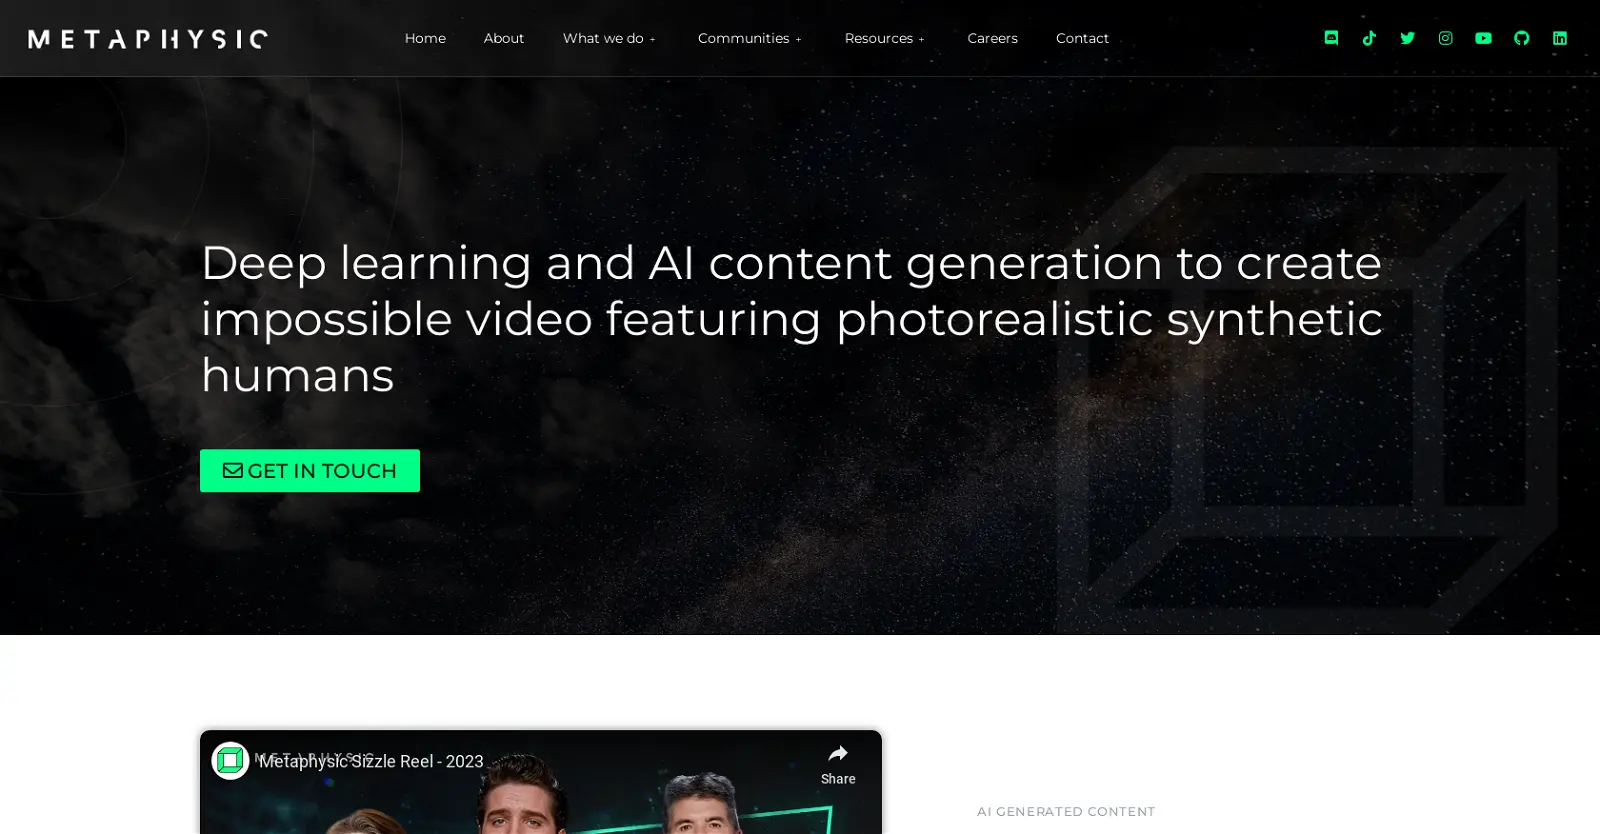 METAPHYSIC
Home About What we do + Communities + Resources + Careers Contact
Deep learning and AI content generation to create
impossible video featuring photorealistic synthetic
humans
GET IN TOUCH
METAPHYSIC
Metaphysic Sizzle Reel - 2023
Share
AI GENERATED CONTENT